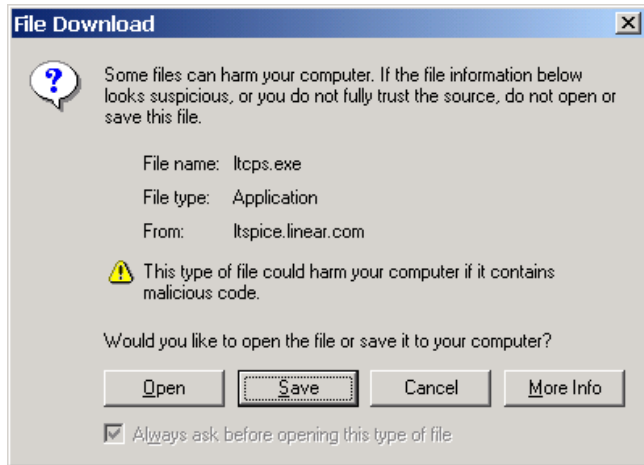 File Download
Some files can harm your computer. If the file information below
looks suspicious, or you do not fully trust the source, do not open or
save this file.
File name: ltcps.exe
File type: Application
From: ltspice.linear.com
This type of file could harm your computer if it contains
malicious code.
Would you like to open the file or save it to your computer?
Open Save Cancel More Info
Always ask before opening this type of file